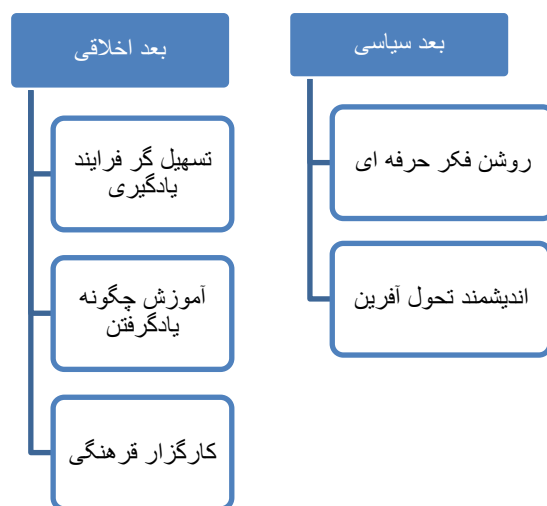 بعد سیاسی
روشن فکر حرفه ای
اندیشمند تحول آفرین
بعد اخلاقی
تسهیل گر فرایند
یادگیری
آموزش چگونه
یادگرفتن
کارگزار قرهنگی